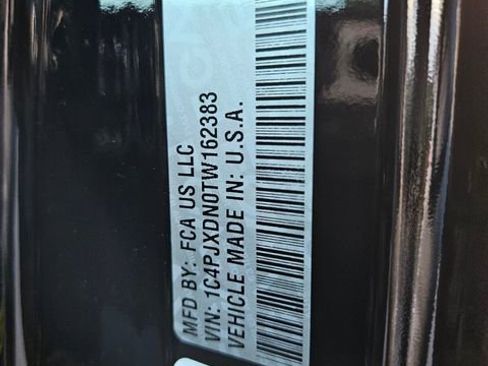 MFD BY: FCA US LLC
VIN: 1C4PJXDN0TW162383
VEHICLE MADE IN: U.S.A.